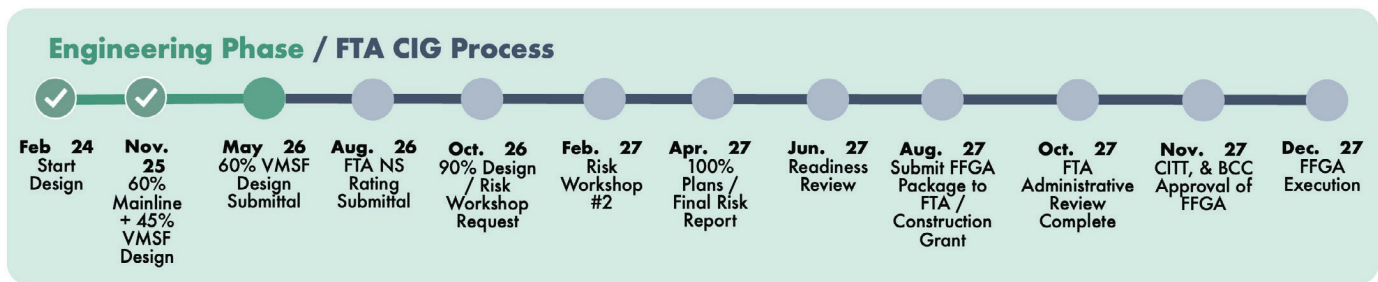 Engineering Phase / FTA CIG Process
Feb 24
Start
Design
Nov.
25
60%
Mainline
+ 45%
VMSF
Design
May 26
60% VMSF
Design
Submittal
Aug. 26
FTA NS
Rating
Submittal
Oct. 26
90% Design
/ Risk
Workshop
Request
Feb. 27
Risk
Workshop
#2
Apr. 27
100%
Plans /
Final Risk
Report
Jun. 27
Readiness
Review
Aug. 27
Submit FFGA
Package to
FTA /
Construction
Grant
Oct. 27
FTA
Administrative
Review
Complete
Nov. 27
CITT, & BCC
Approval of
FFGA
Dec. 27
FFGA
Execution